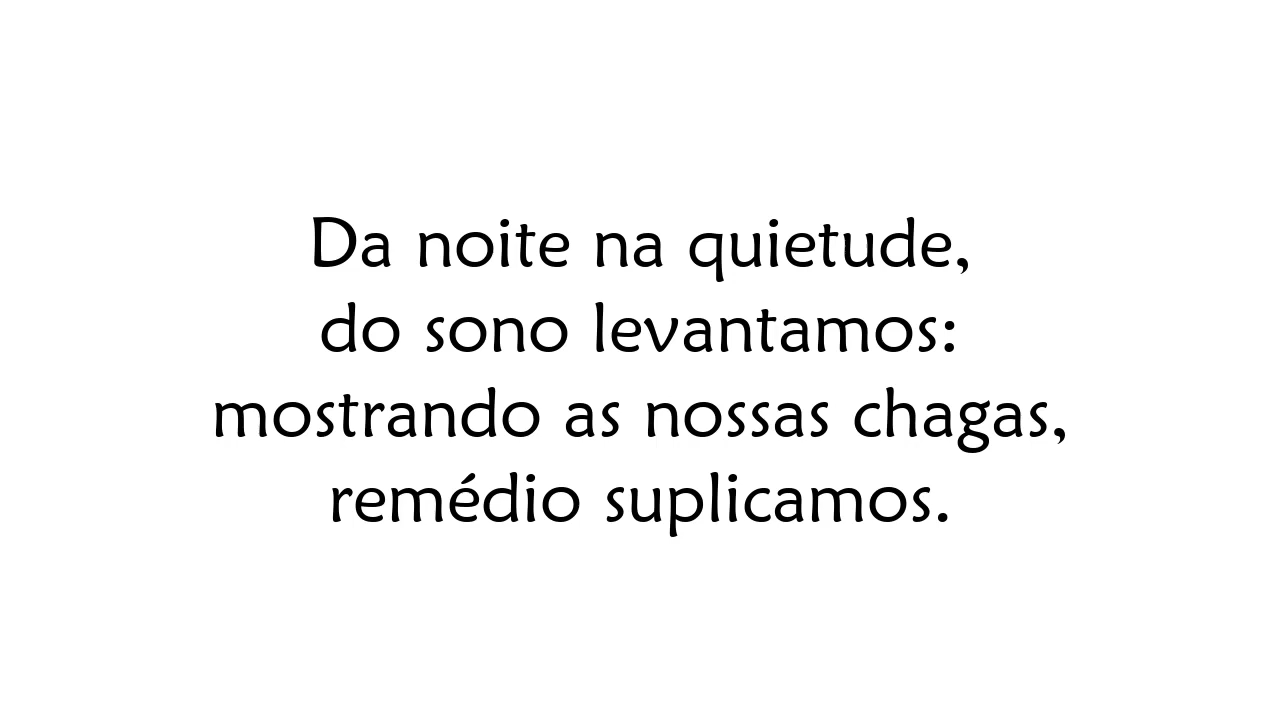 Da noite na quietude,
do sono levantamos:
mostrando as nossas chagas,
remédio suplicamos.